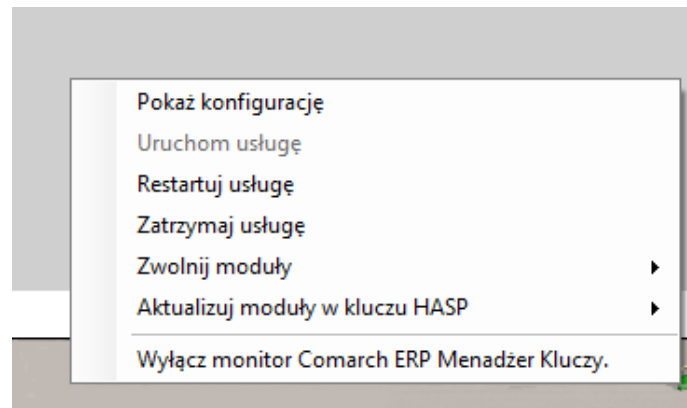 Pokaż konfigurację
Uruchom usługę
Restartuj usługę
Zatrzymaj usługę
Zwolnij moduły
Aktualizuj moduły w kluczu HASP
Wyłącz monitor Comarch ERP Menadżer Kluczy.